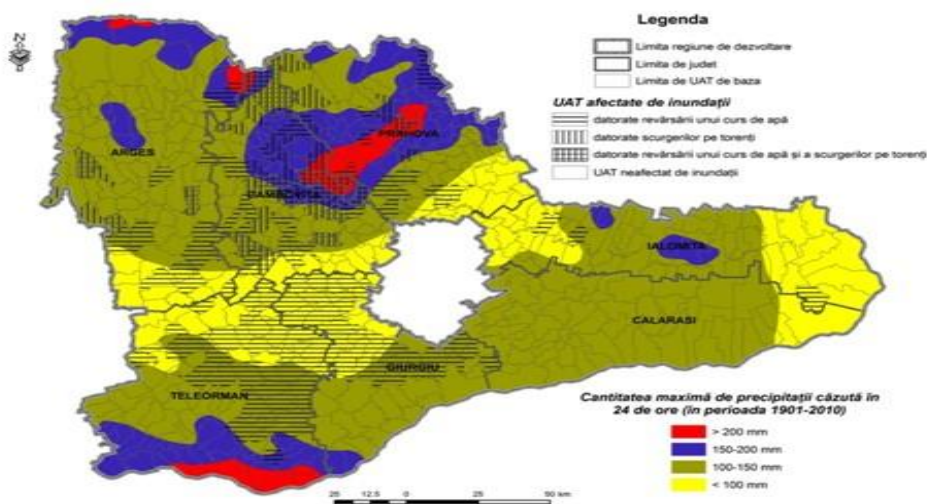 Legenda
N
Limita regiune de dezvoltare
Limita de județ
Limita de UAT de baza
UAT afectate de inundații
datorate revărsării unui curs de apă
datorate scurgerilor pe torenți
datorate revărsării unui curs de apă și a scurgerilor pe torenți
UAT neafectat de inundații
PRAHOVA
ARGES
DAMBOVITA
IALOMITA
CALARASI
GIURGIU
TELEORMAN
Cantitatea maximă de precipitații căzută în
24 de ore (în perioada 1901-2010)
> 200 mm
150-200 mm
100-150 mm
< 100 mm
25 12,5 0 25 50 km